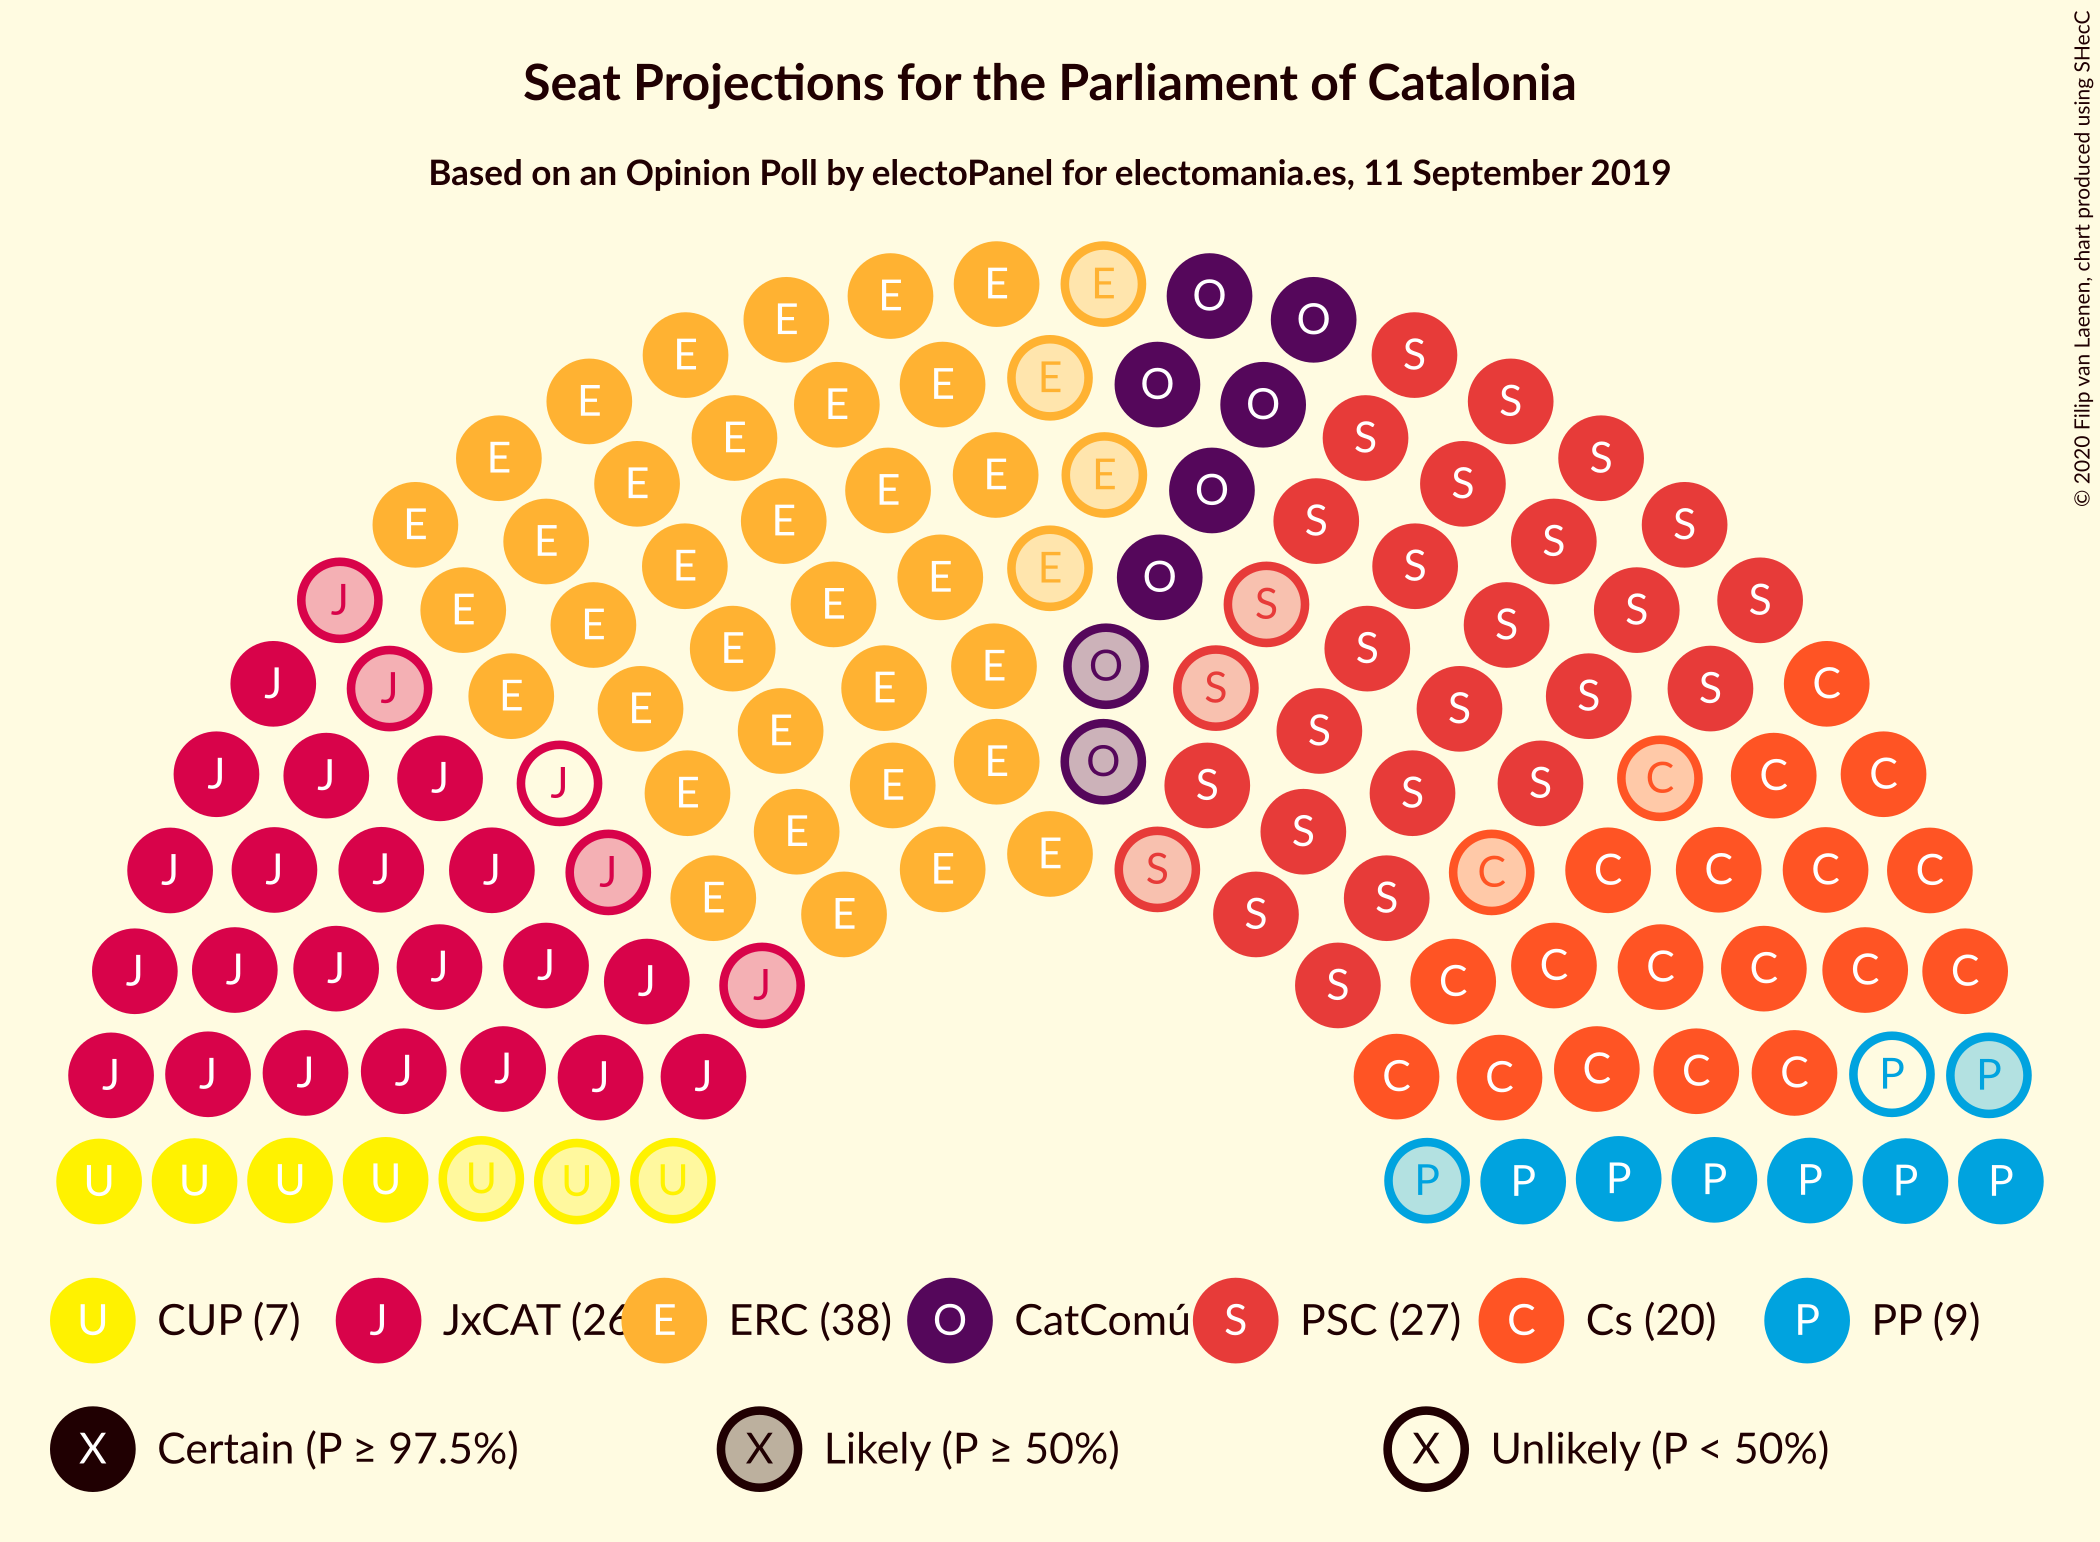 Seat Projections for the Parliament of Catalonia
Based on an Opinion Poll by electoPanel for electomania.es, 11 September 2019
© 2020 Filip van Laenen, chart produced using SHecC
E E E O O
E E S S
E E E O O
E E S S
E E E E O S S
E E S S
E E E E O S S S
E E S S
J E E E O S S S
E E E O S S S
J J E E E S S S S C
J J J J E E E O S S S S C C C
J J J J J E E E E S S S S C C C C C
J J J J J J J S C C C C C C
J J J J J J J C C C C C P P
U U U U U U U P P P P P P P
U CUP (7) J JxCAT (26 E ERC (38) O CatComú S PSC (27) C Cs (20) P PP (9)
X Certain (P ≥ 97.5%) X Likely (P ≥ 50%) X Unlikely (P < 50%)